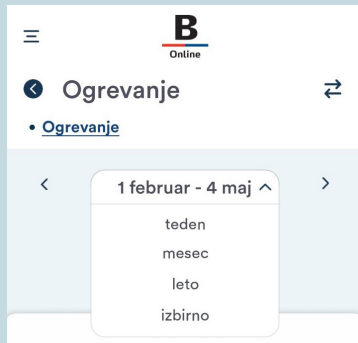 B
Online
Ogrevanje
• Ogrevanje
1 februar - 4 maj
teden
mesec
leto
izbirno